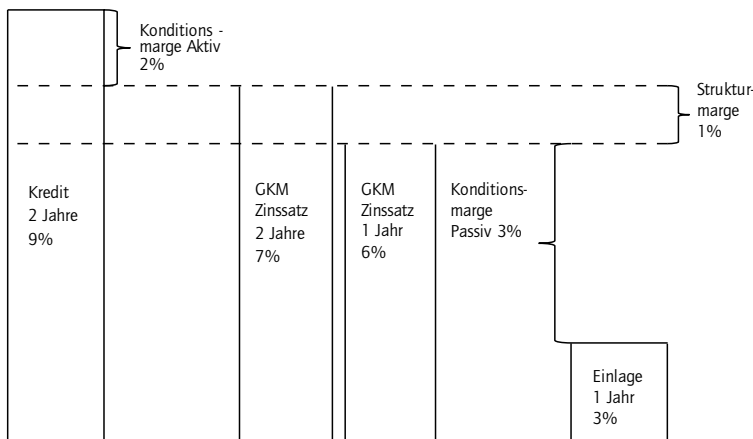 Konditions -
marge Aktiv
2%
Struktur-
marge
1%
Kredit
2 Jahre
9%
GKM
Zinssatz
2 Jahre
7%
GKM
Zinssatz
1 Jahr
6%
Konditions-
marge
Passiv 3%
Einlage
1 Jahr
3%